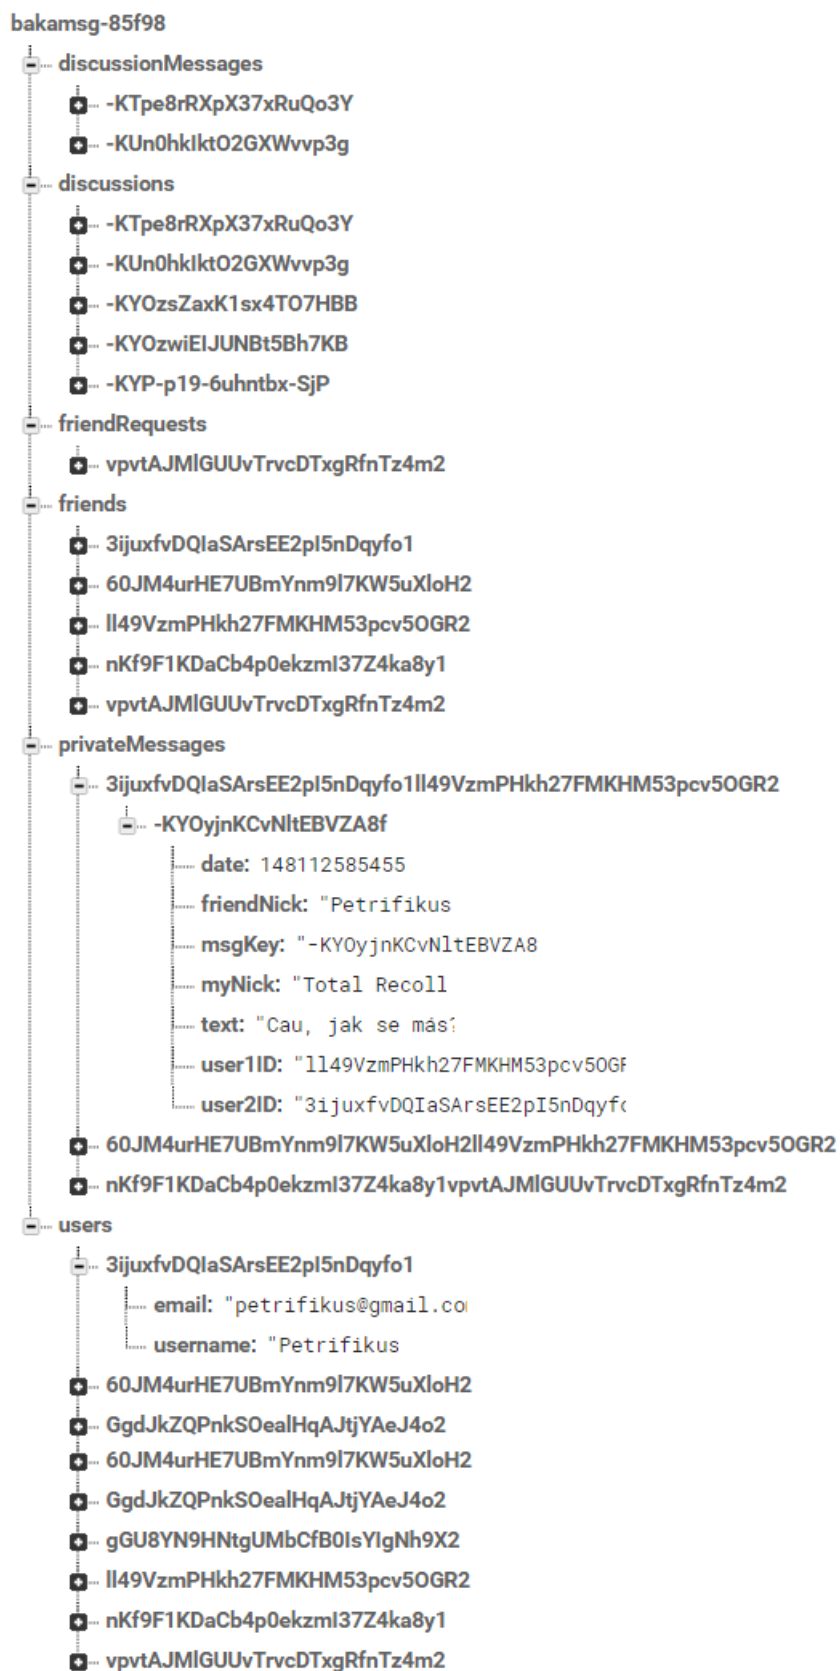 bakamsg-85f98
discussionMessages
-KTpe8rRXpX37xRuQo3Y
-KUn0hkIktO2GXWvvp3g
discussions
-KTpe8rRXpX37xRuQo3Y
-KUn0hkIktO2GXWvvp3g
-KYOzsZaxK1sx4TO7HBB
-KYOzwiEIJUNBt5Bh7KB
-KYP-p19-6uhntbx-SjP
friendRequests
vpvtAJMlGUUvTrvcDTxgRfnTz4m2
friends
3ijuxfvDQIaSArsEE2pI5nDqyfo1
60JM4urHE7UBmYnm9l7KW5uXloH2
ll49VzmPHkh27FMKHM53pcv5OGR2
nKf9F1KDaCb4p0ekzmI37Z4ka8y1
vpvtAJMlGUUvTrvcDTxgRfnTz4m2
privateMessages
3ijuxfvDQIaSArsEE2pI5nDqyfo1ll49VzmPHkh27FMKHM53pcv5OGR2
-KYOyjnKCvNltEBVZA8f
date: 148112585455
friendNick: "Petrifikus
msgKey: "-KYOyjnKCvNltEBVZA8
myNick: "Total Recoll
text: "Cau, jak se más?
user1ID: "ll49VzmPHkh27FMKHM53pcv5OGR
user2ID: "3ijuxfvDQIaSArsEE2pI5nDqyfo
60JM4urHE7UBmYnm9l7KW5uXloH2ll49VzmPHkh27FMKHM53pcv5OGR2
nKf9F1KDaCb4p0ekzmI37Z4ka8y1vpvtAJMlGUUvTrvcDTxgRfnTz4m2
users
3ijuxfvDQIaSArsEE2pI5nDqyfo1
email: "petrifikus@gmail.co
username: "Petrifikus
60JM4urHE7UBmYnm9l7KW5uXloH2
GgdJkZQPnkSOealHqAJtjYAeJ4o2
60JM4urHE7UBmYnm9l7KW5uXloH2
GgdJkZQPnkSOealHqAJtjYAeJ4o2
gGU8YN9HNtgUMbCfB0IsYIgNh9X2
ll49VzmPHkh27FMKHM53pcv5OGR2
nKf9F1KDaCb4p0ekzmI37Z4ka8y1
vpvtAJMlGUUvTrvcDTxgRfnTz4m2